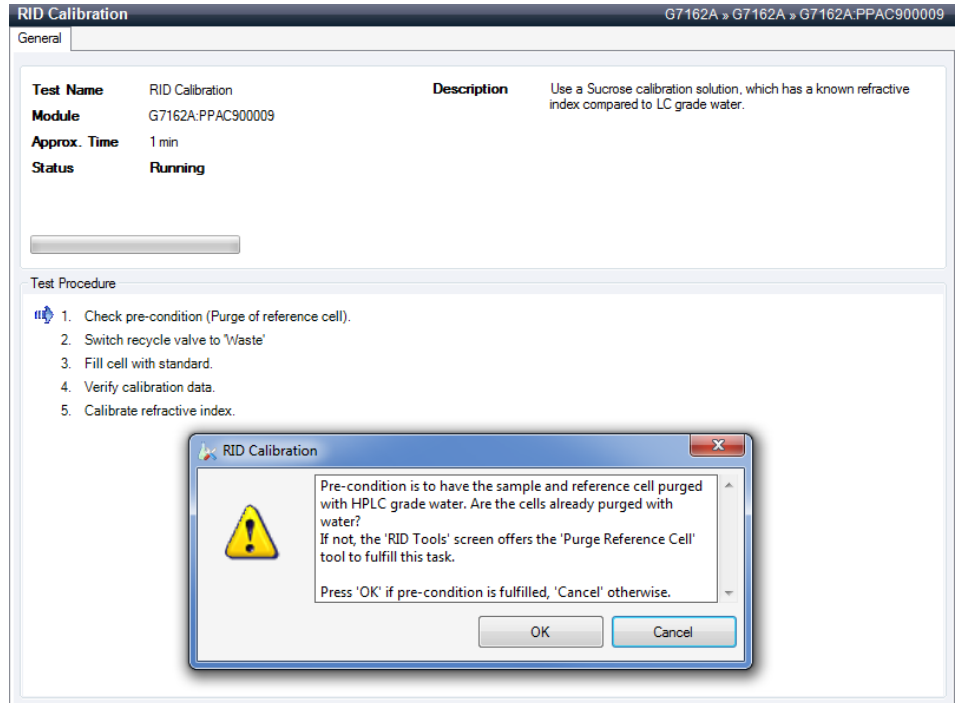 RID Calibration
G7162A » G7162A » G7162A:PPAC900009
General
Test Name RID Calibration
Description Use a Sucrose calibration solution, which has a known refractive
index compared to LC grade water.
Module G7162A:PPAC900009
Approx. Time 1 min
Status Running
Test Procedure
1. Check pre-condition (Purge of reference cell).
2. Switch recycle valve to 'Waste'
3. Fill cell with standard.
4. Verify calibration data.
5. Calibrate refractive index.
RID Calibration
Pre-condition is to have the sample and reference cell purged
with HPLC grade water. Are the cells already purged with
water?
If not, the 'RID Tools' screen offers the 'Purge Reference Cell'
tool to fulfill this task.
Press 'OK' if pre-condition is fulfilled, 'Cancel' otherwise.
OK Cancel